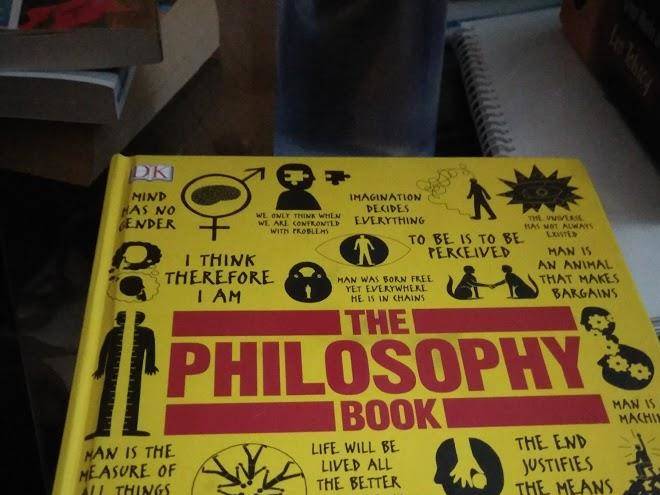 DK
MIND
HAS NO
GENDER
WE ONLY THINK WHEN
WE ARE CONFRONTED
WITH PROBLEMS
IMAGINATION
DECIDES
EVERYTHING
THE UNIVERSE
HAS NOT ALWAYS
EXISTED
I THINK
THEREFORE
I AM
MAN WAS BORN FREE
YET EVERYWHERE
HE IS IN CHAINS
TO BE IS TO BE
PERCEIVED
MAN IS
AN ANIMAL
THAT MAKES
BARGAINS
THE
PHILOSOPHY
BOOK
MAN IS
MACHI
MAN IS THE
MEASURE OF
ALL THINGS
LIFE WILL BE
LIVED ALL
THE BETTER
THE END
JUSTIFIES
THE MEANS